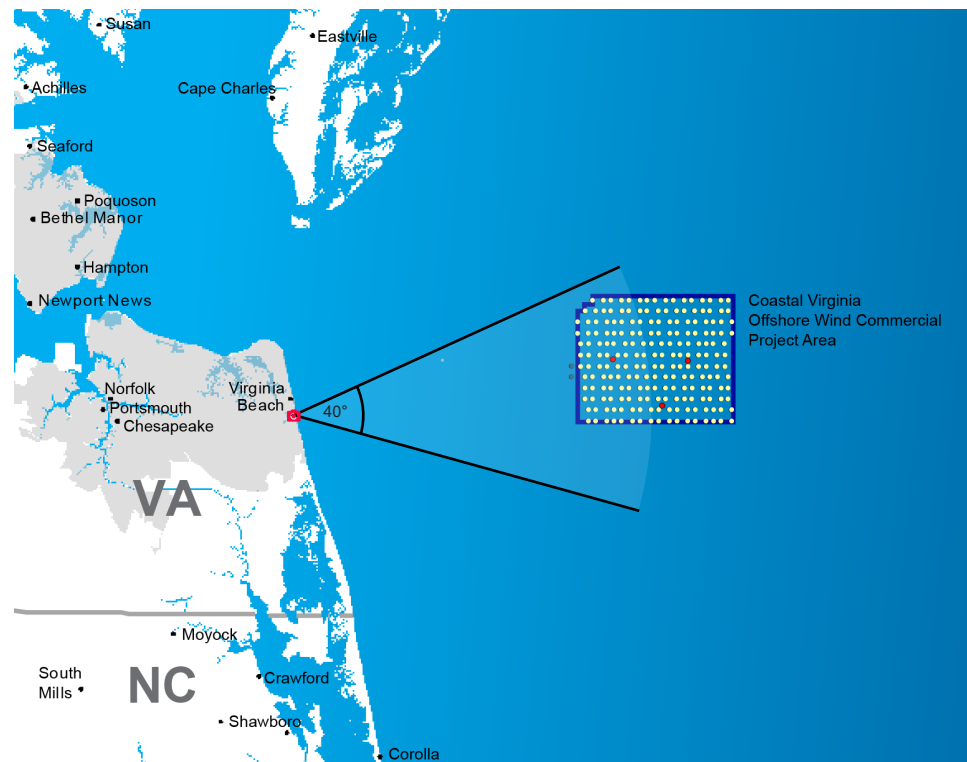 Susan
Eastville
Achilles
Cape Charles
Seaford
Poquoson
Bethel Manor
Hampton
Newport News
Coastal Virginia
Offshore Wind Commercial
Project Area
Norfolk
Portsmouth
Chesapeake
Virginia
Beach
40°
VA
Moyock
South
Mills
NC
Crawford
Shawboro
Corolla